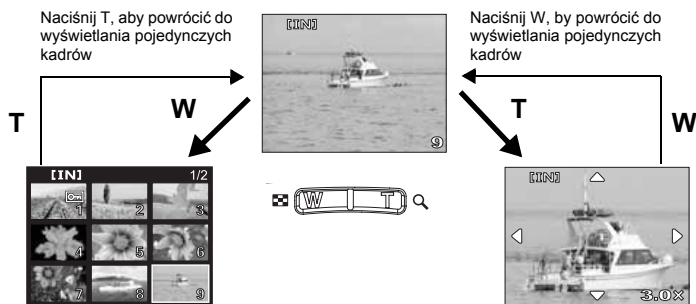 Naciśnij T, aby powrócić do
wyświetlania pojedynczych
kadrów
[IN]
9
Naciśnij W, by powrócić do
wyświetlania pojedynczych
kadrów
T
W
T
W
[IN] 1/2
1
2
3
4
5
6
7
8
9
W T
[IN]
3.0x